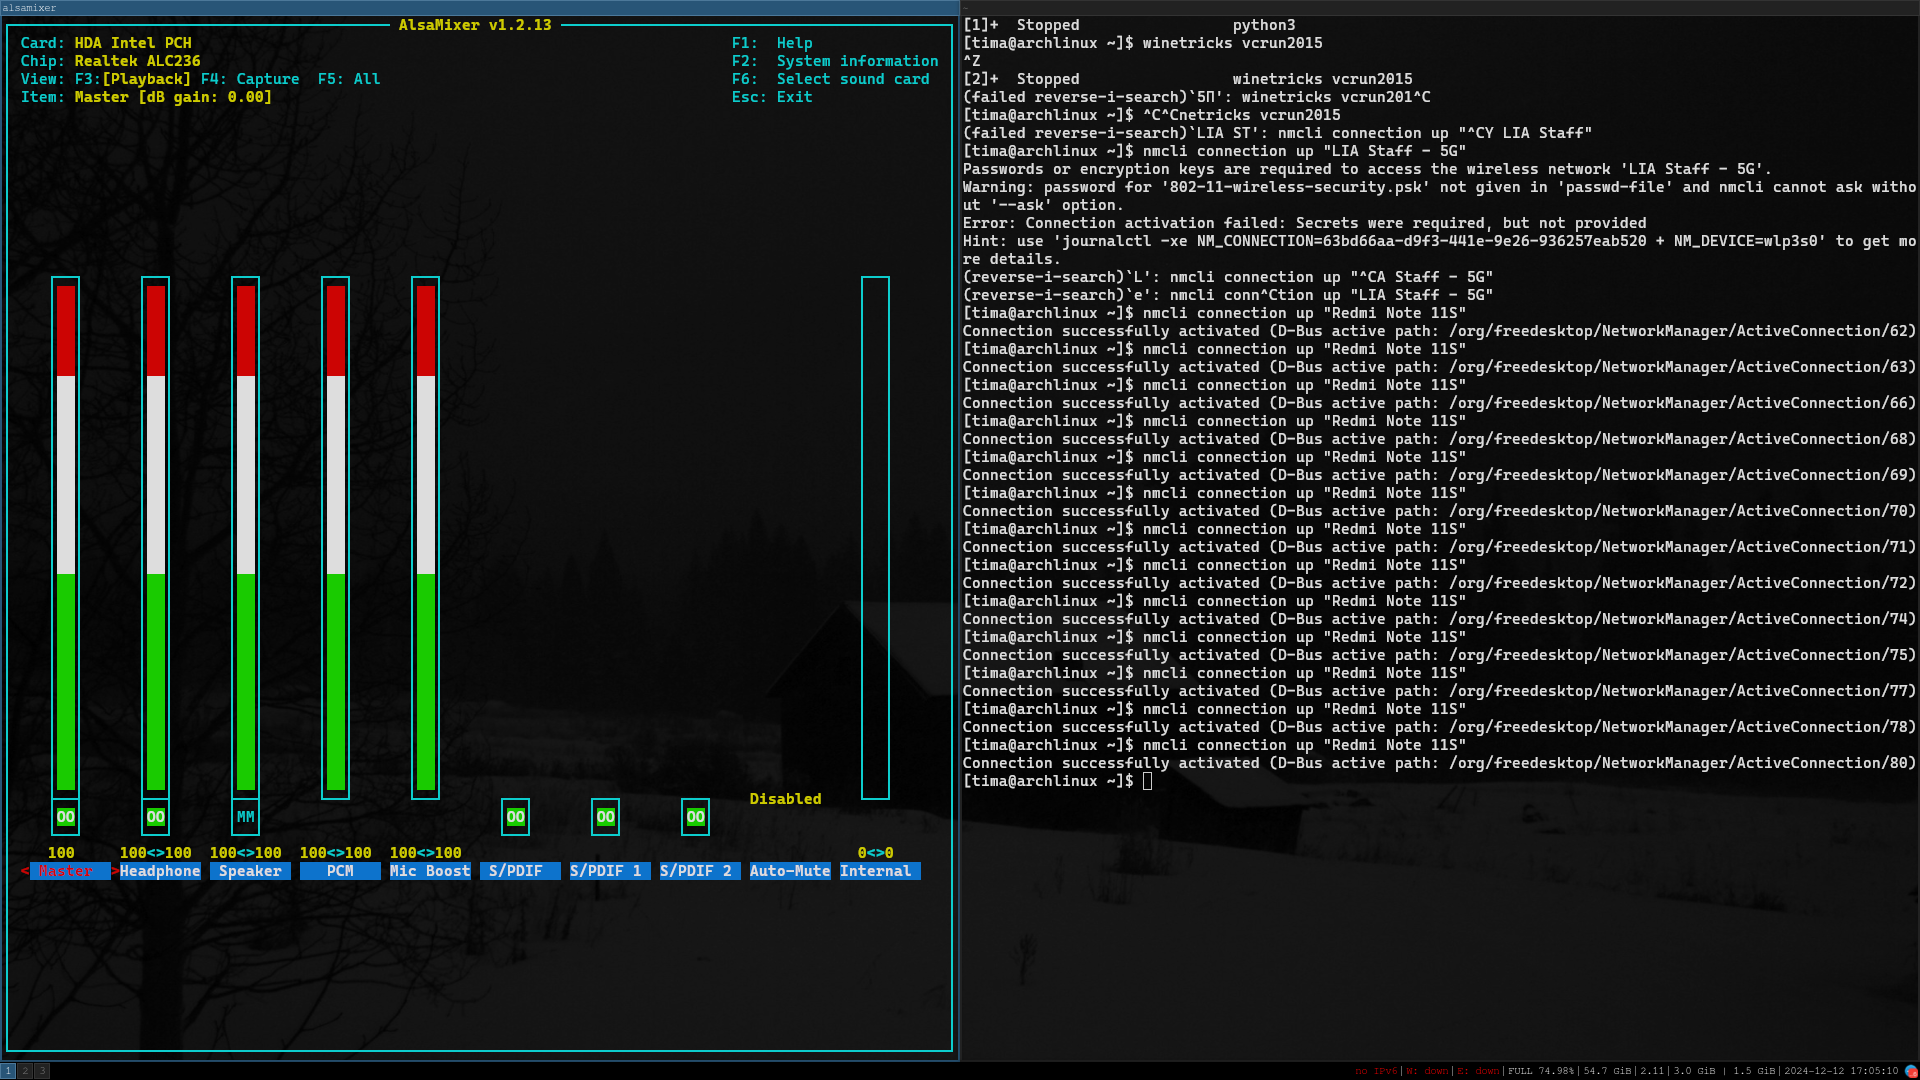 alsamixer
AlsaMixer v1.2.13
Card: HDA Intel PCH
Chip: Realtek ALC236
View: F3:[Playback] F4: Capture  F5: All
Item: Master [dB gain: 0.00]
F1:  Help
F2:  System information
F6:  Select sound card
Esc: Exit
Disabled
OO OO MM OO OO OO
100 100<>100 100<>100 100<>100 100<>100 0<>0
< Master >Headphone Speaker PCM Mic Boost S/PDIF S/PDIF 1 S/PDIF 2 Auto-Mute Internal
~
[1]+  Stopped                 python3
[tima@archlinux ~]$ winetricks vcrun2015
^Z
[2]+  Stopped                 winetricks vcrun2015
(failed reverse-i-search)`5П': winetricks vcrun201^C
[tima@archlinux ~]$ ^C^Cnetricks vcrun2015
(failed reverse-i-search)`LIA ST': nmcli connection up "^CY LIA Staff"
[tima@archlinux ~]$ nmcli connection up "LIA Staff - 5G"
Passwords or encryption keys are required to access the wireless network 'LIA Staff - 5G'.
Warning: password for '802-11-wireless-security.psk' not given in 'passwd-file' and nmcli cannot ask witho
ut '--ask' option.
Error: Connection activation failed: Secrets were required, but not provided
Hint: use 'journalctl -xe NM_CONNECTION=63bd66aa-d9f3-441e-9e26-936257eab520 + NM_DEVICE=wlp3s0' to get mo
re details.
(reverse-i-search)`L': nmcli connection up "^CA Staff - 5G"
(reverse-i-search)`e': nmcli conn^Ction up "LIA Staff - 5G"
[tima@archlinux ~]$ nmcli connection up "Redmi Note 11S"
Connection successfully activated (D-Bus active path: /org/freedesktop/NetworkManager/ActiveConnection/62)
[tima@archlinux ~]$ nmcli connection up "Redmi Note 11S"
Connection successfully activated (D-Bus active path: /org/freedesktop/NetworkManager/ActiveConnection/63)
[tima@archlinux ~]$ nmcli connection up "Redmi Note 11S"
Connection successfully activated (D-Bus active path: /org/freedesktop/NetworkManager/ActiveConnection/66)
[tima@archlinux ~]$ nmcli connection up "Redmi Note 11S"
Connection successfully activated (D-Bus active path: /org/freedesktop/NetworkManager/ActiveConnection/68)
[tima@archlinux ~]$ nmcli connection up "Redmi Note 11S"
Connection successfully activated (D-Bus active path: /org/freedesktop/NetworkManager/ActiveConnection/69)
[tima@archlinux ~]$ nmcli connection up "Redmi Note 11S"
Connection successfully activated (D-Bus active path: /org/freedesktop/NetworkManager/ActiveConnection/70)
[tima@archlinux ~]$ nmcli connection up "Redmi Note 11S"
Connection successfully activated (D-Bus active path: /org/freedesktop/NetworkManager/ActiveConnection/71)
[tima@archlinux ~]$ nmcli connection up "Redmi Note 11S"
Connection successfully activated (D-Bus active path: /org/freedesktop/NetworkManager/ActiveConnection/72)
[tima@archlinux ~]$ nmcli connection up "Redmi Note 11S"
Connection successfully activated (D-Bus active path: /org/freedesktop/NetworkManager/ActiveConnection/74)
[tima@archlinux ~]$ nmcli connection up "Redmi Note 11S"
Connection successfully activated (D-Bus active path: /org/freedesktop/NetworkManager/ActiveConnection/75)
[tima@archlinux ~]$ nmcli connection up "Redmi Note 11S"
Connection successfully activated (D-Bus active path: /org/freedesktop/NetworkManager/ActiveConnection/77)
[tima@archlinux ~]$ nmcli connection up "Redmi Note 11S"
Connection successfully activated (D-Bus active path: /org/freedesktop/NetworkManager/ActiveConnection/78)
[tima@archlinux ~]$ nmcli connection up "Redmi Note 11S"
Connection successfully activated (D-Bus active path: /org/freedesktop/NetworkManager/ActiveConnection/80)
[tima@archlinux ~]$
1 2 3
no IPv6|W: down|E: down|FULL 74.98%|54.7 GiB|2.11|3.0 GiB | 1.5 GiB|2024-12-12 17:05:10